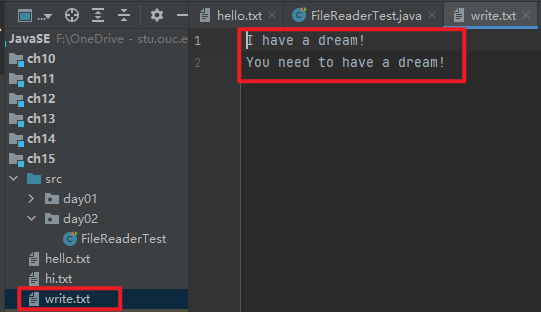 hello.txt FileReaderTest.java write.txt
JavaSE F:\OneDrive - stu.ouc.e
ch10
ch11
ch12
ch13
ch14
ch15
src
day01
day02
FileReaderTest
hello.txt
hi.txt
write.txt
1 I have a dream!
2 You need to have a dream!